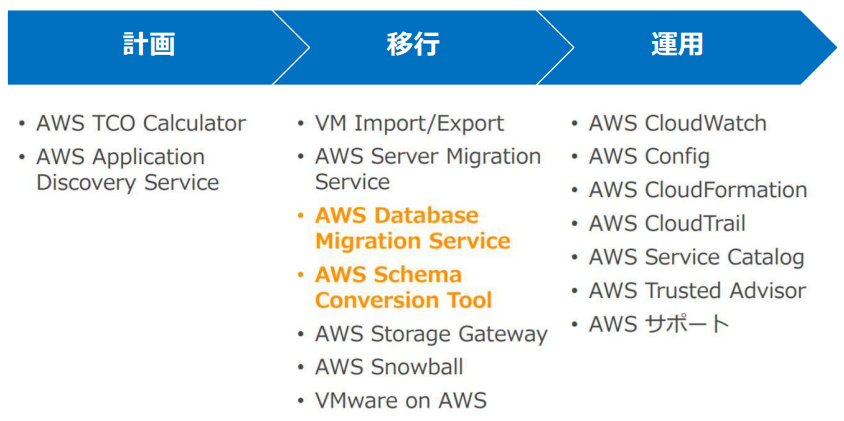 計画
移行
運用
• AWS TCO Calculator
• AWS Application
Discovery Service
• VM Import/Export
• AWS Server Migration
Service
• AWS Database
Migration Service
• AWS Schema
Conversion Tool
• AWS Storage Gateway
• AWS Snowball
• VMware on AWS
• AWS CloudWatch
• AWS Config
• AWS CloudFormation
• AWS CloudTrail
• AWS Service Catalog
• AWS Trusted Advisor
• AWS サポート